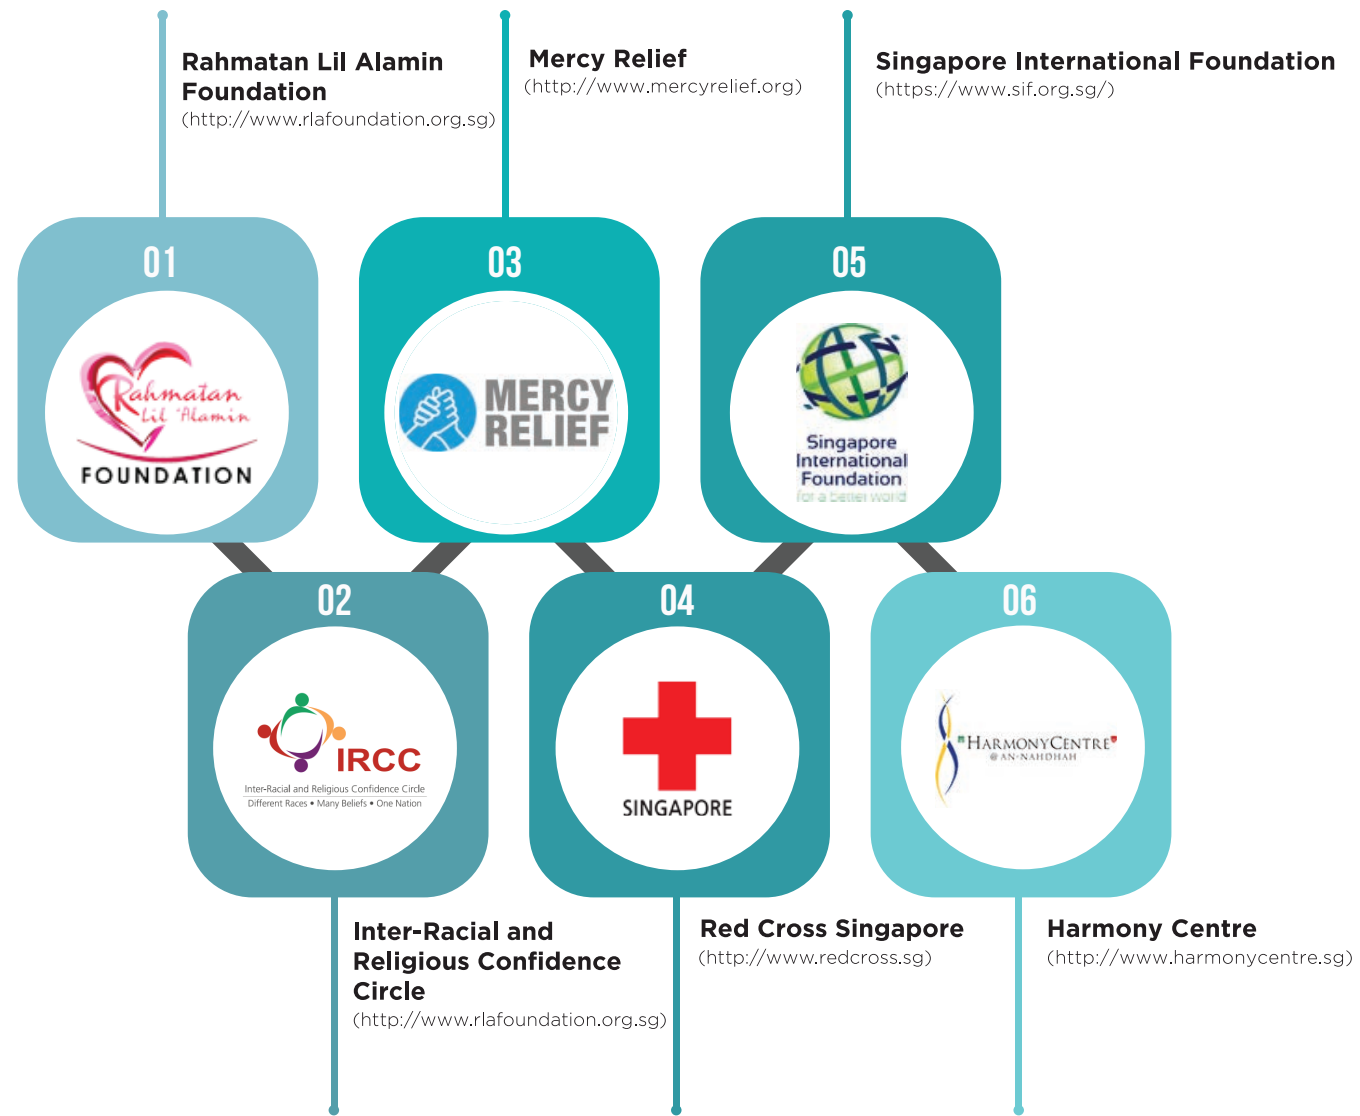 Rahmatan Lil Alamin
Foundation
(http://www.rlafoundation.org.sg)
Mercy Relief
(http://www.mercyrelief.org)
Singapore International Foundation
(https://www.sif.org.sg/)
01
Rahmatan
Lil 'Alamin
FOUNDATION
03
MERCY
RELIEF
05
Singapore
International
Foundation
for a better world
02
IRCC
Inter-Racial and Religious Confidence Circle
Different Races • Many Beliefs • One Nation
04
SINGAPORE
06
HARMONYCENTRE
@ AN-NAHDHAH
Inter-Racial and
Religious Confidence
Circle
(http://www.rlafoundation.org.sg)
Red Cross Singapore
(http://www.redcross.sg)
Harmony Centre
(http://www.harmonycentre.sg)